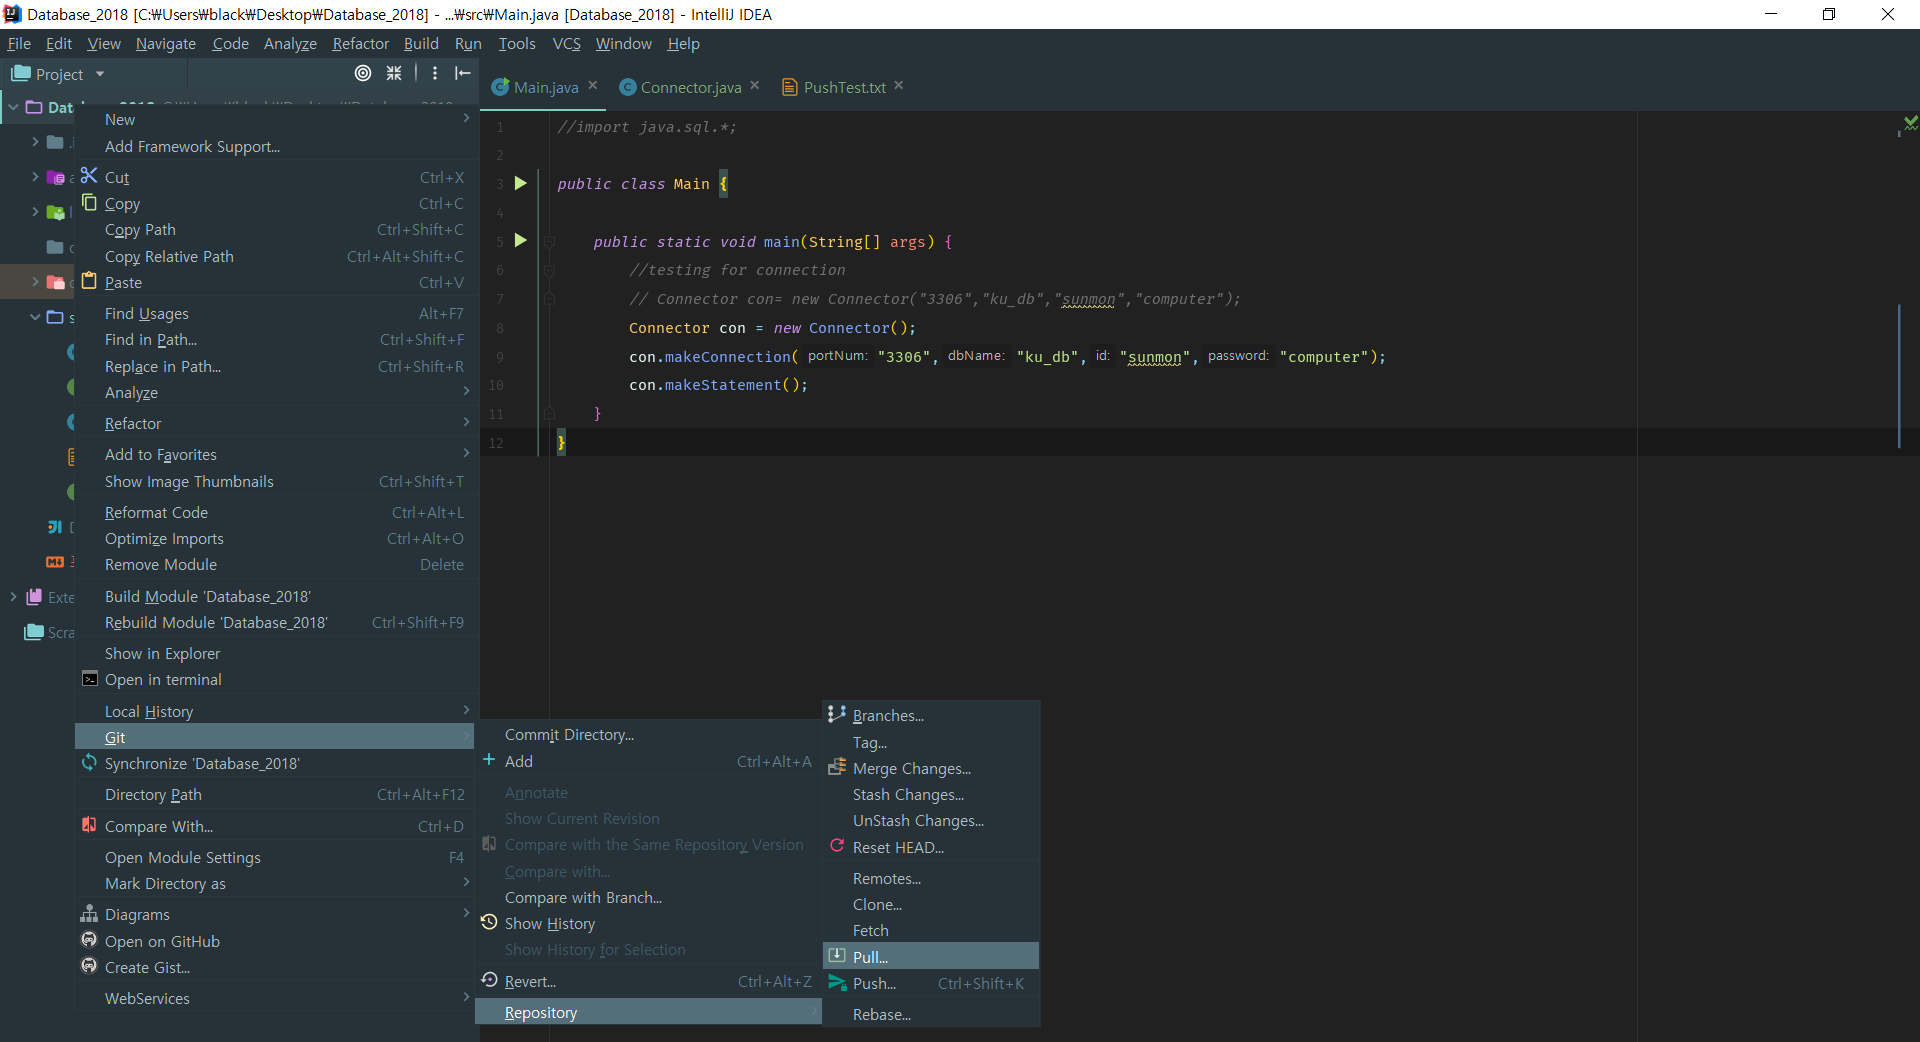 Database_2018 [C:₩Users₩black₩Desktop₩Database_2018] - ...₩src₩Main.java [Database_2018] - IntelliJ IDEA
File Edit View Navigate Code Analyze Refactor Build Run Tools VCS Window Help
Project
Main.java
Connector.java
PushTest.txt
Exte
Scra
New
Add Framework Support...
Cut Ctrl+X
Copy Ctrl+C
Copy Path Ctrl+Shift+C
Copy Relative Path Ctrl+Alt+Shift+C
Paste Ctrl+V
Find Usages Alt+F7
Find in Path... Ctrl+Shift+F
Replace in Path... Ctrl+Shift+R
Analyze
Refactor
Add to Favorites
Show Image Thumbnails Ctrl+Shift+T
Reformat Code Ctrl+Alt+L
Optimize Imports Ctrl+Alt+O
Remove Module Delete
Build Module 'Database_2018'
Rebuild Module 'Database_2018' Ctrl+Shift+F9
Show in Explorer
Open in terminal
Local History
Git
Synchronize 'Database_2018'
Directory Path Ctrl+Alt+F12
Compare With... Ctrl+D
Open Module Settings F4
Mark Directory as
Diagrams
Open on GitHub
Create Gist...
WebServices
Commit Directory...
Add Ctrl+Alt+A
Annotate
Show Current Revision
Compare with the Same Repository Version
Compare with...
Compare with Branch...
Show History
Show History for Selection
Revert... Ctrl+Alt+Z
Repository
Branches...
Tag...
Merge Changes...
Stash Changes...
UnStash Changes...
Reset HEAD...
Remotes...
Clone...
Fetch
Pull...
Push... Ctrl+Shift+K
Rebase...
1 //import java.sql.*;
2
3 public class Main {
4
5 public static void main(String[] args) {
6 //testing for connection
7 // Connector con= new Connector("3306","ku_db","sunmon","computer");
8 Connector con = new Connector();
9 con.makeConnection( portNum: "3306", dbName: "ku_db", id: "sunmon", password: "computer");
10 con.makeStatement();
11 }
12 }